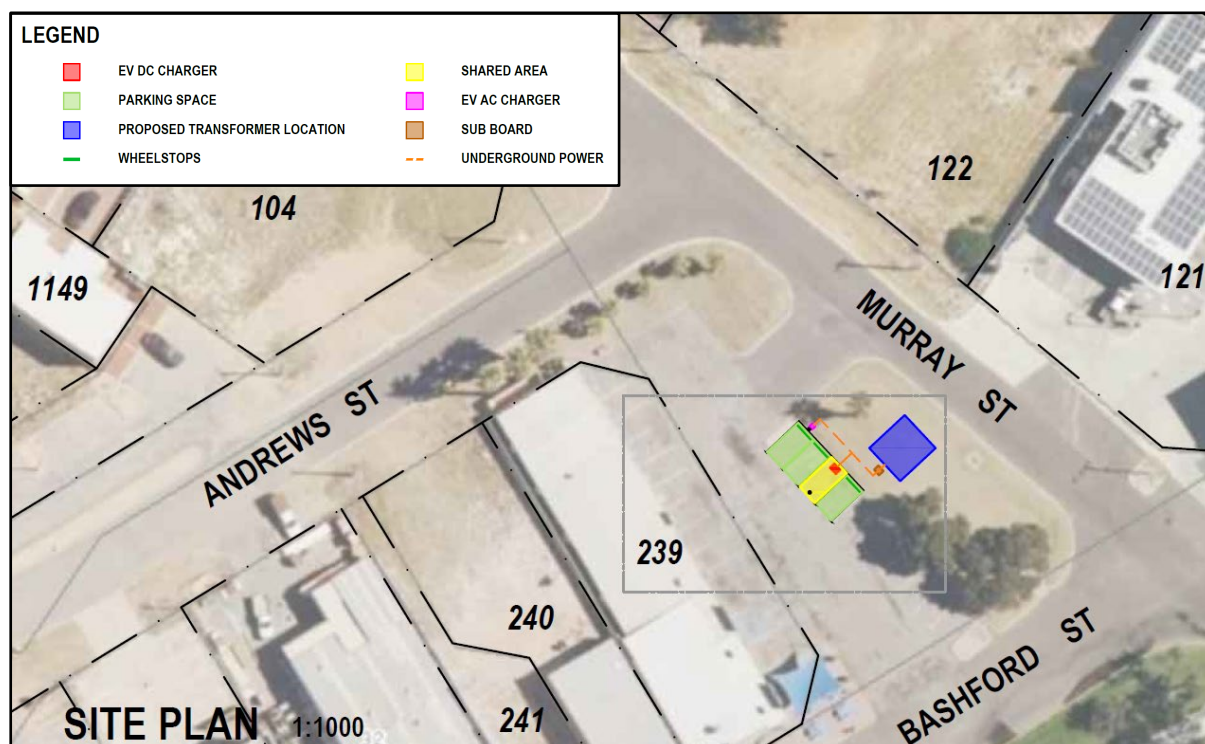 LEGEND
EV DC CHARGER
PARKING SPACE
PROPOSED TRANSFORMER LOCATION
WHEELSTOPS
SHARED AREA
EV AC CHARGER
SUB BOARD
UNDERGROUND POWER
104
122
1149
121
MURRAY ST
ANDREWS ST
239
240
BASHFORD ST
241
SITE PLAN 1:1000